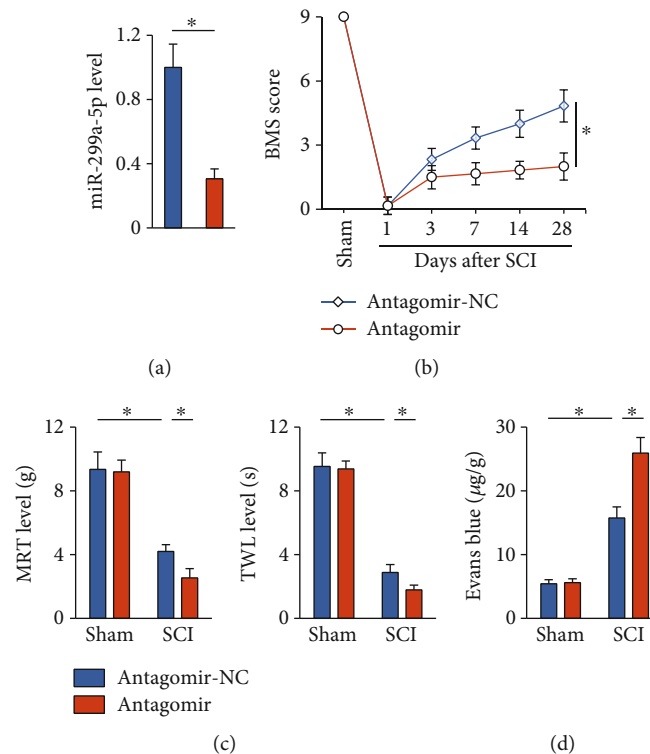 *
1.2
0.8
0.4
0
miR-299a-5p level
(a)
9
6
3
0
BMS score
*
Sham
1 3 7 14 28
Days after SCI
Antagomir-NC
Antagomir
(b)
* *
12
8
4
0
MRT level (g)
Sham SCI
* *
12
8
4
0
TWL level (s)
Sham SCI
Antagomir-NC
Antagomir
(c)
* *
30
20
10
0
Evans blue (μg/g)
Sham SCI
(d)